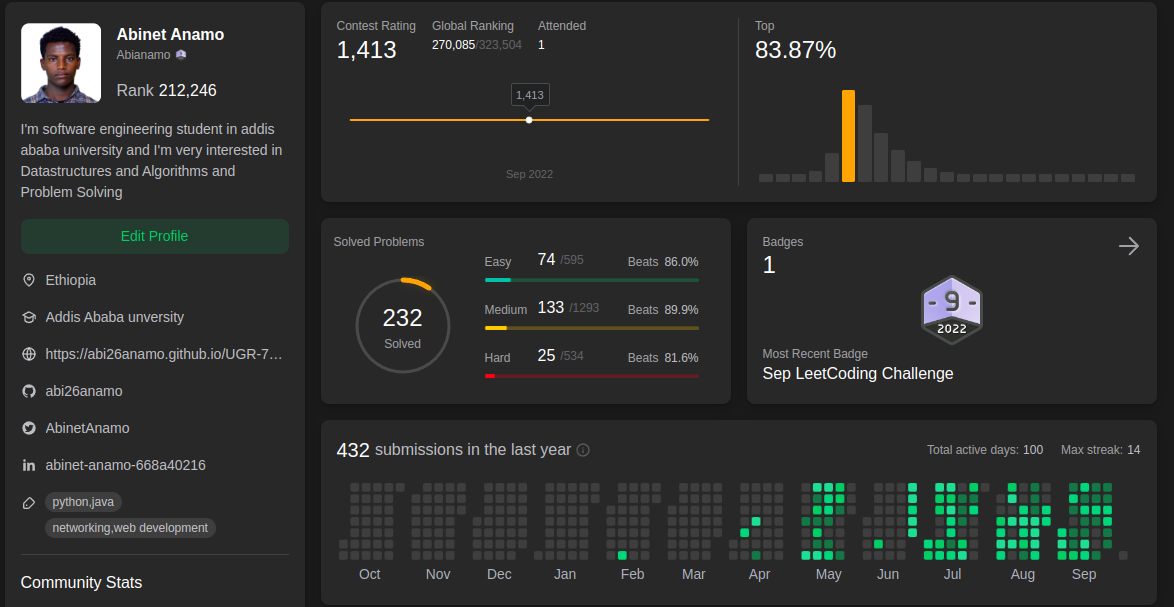 Abinet Anamo
Abianamo
Rank 212,246
I'm software engineering student in addis
ababa university and I'm very interested in
Datastructures and Algorithms and
Problem Solving
Edit Profile
Ethiopia
Addis Ababa unversity
https://abi26anamo.github.io/UGR-7…
abi26anamo
AbinetAnamo
abinet-anamo-668a40216
python,java
networking,web development
Community Stats
Contest Rating Global Ranking Attended
1,413 270,085/323,504 1
1,413
Sep 2022
Top
83.87%
Solved Problems
232
Solved
Easy 74 /595 Beats 86.0%
Medium 133 /1293 Beats 89.9%
Hard 25 /534 Beats 81.6%
Badges
1
9
2022
Most Recent Badge
Sep LeetCoding Challenge
432 submissions in the last year Total active days: 100 Max streak: 14
Oct Nov Dec Jan Feb Mar Apr May Jun Jul Aug Sep